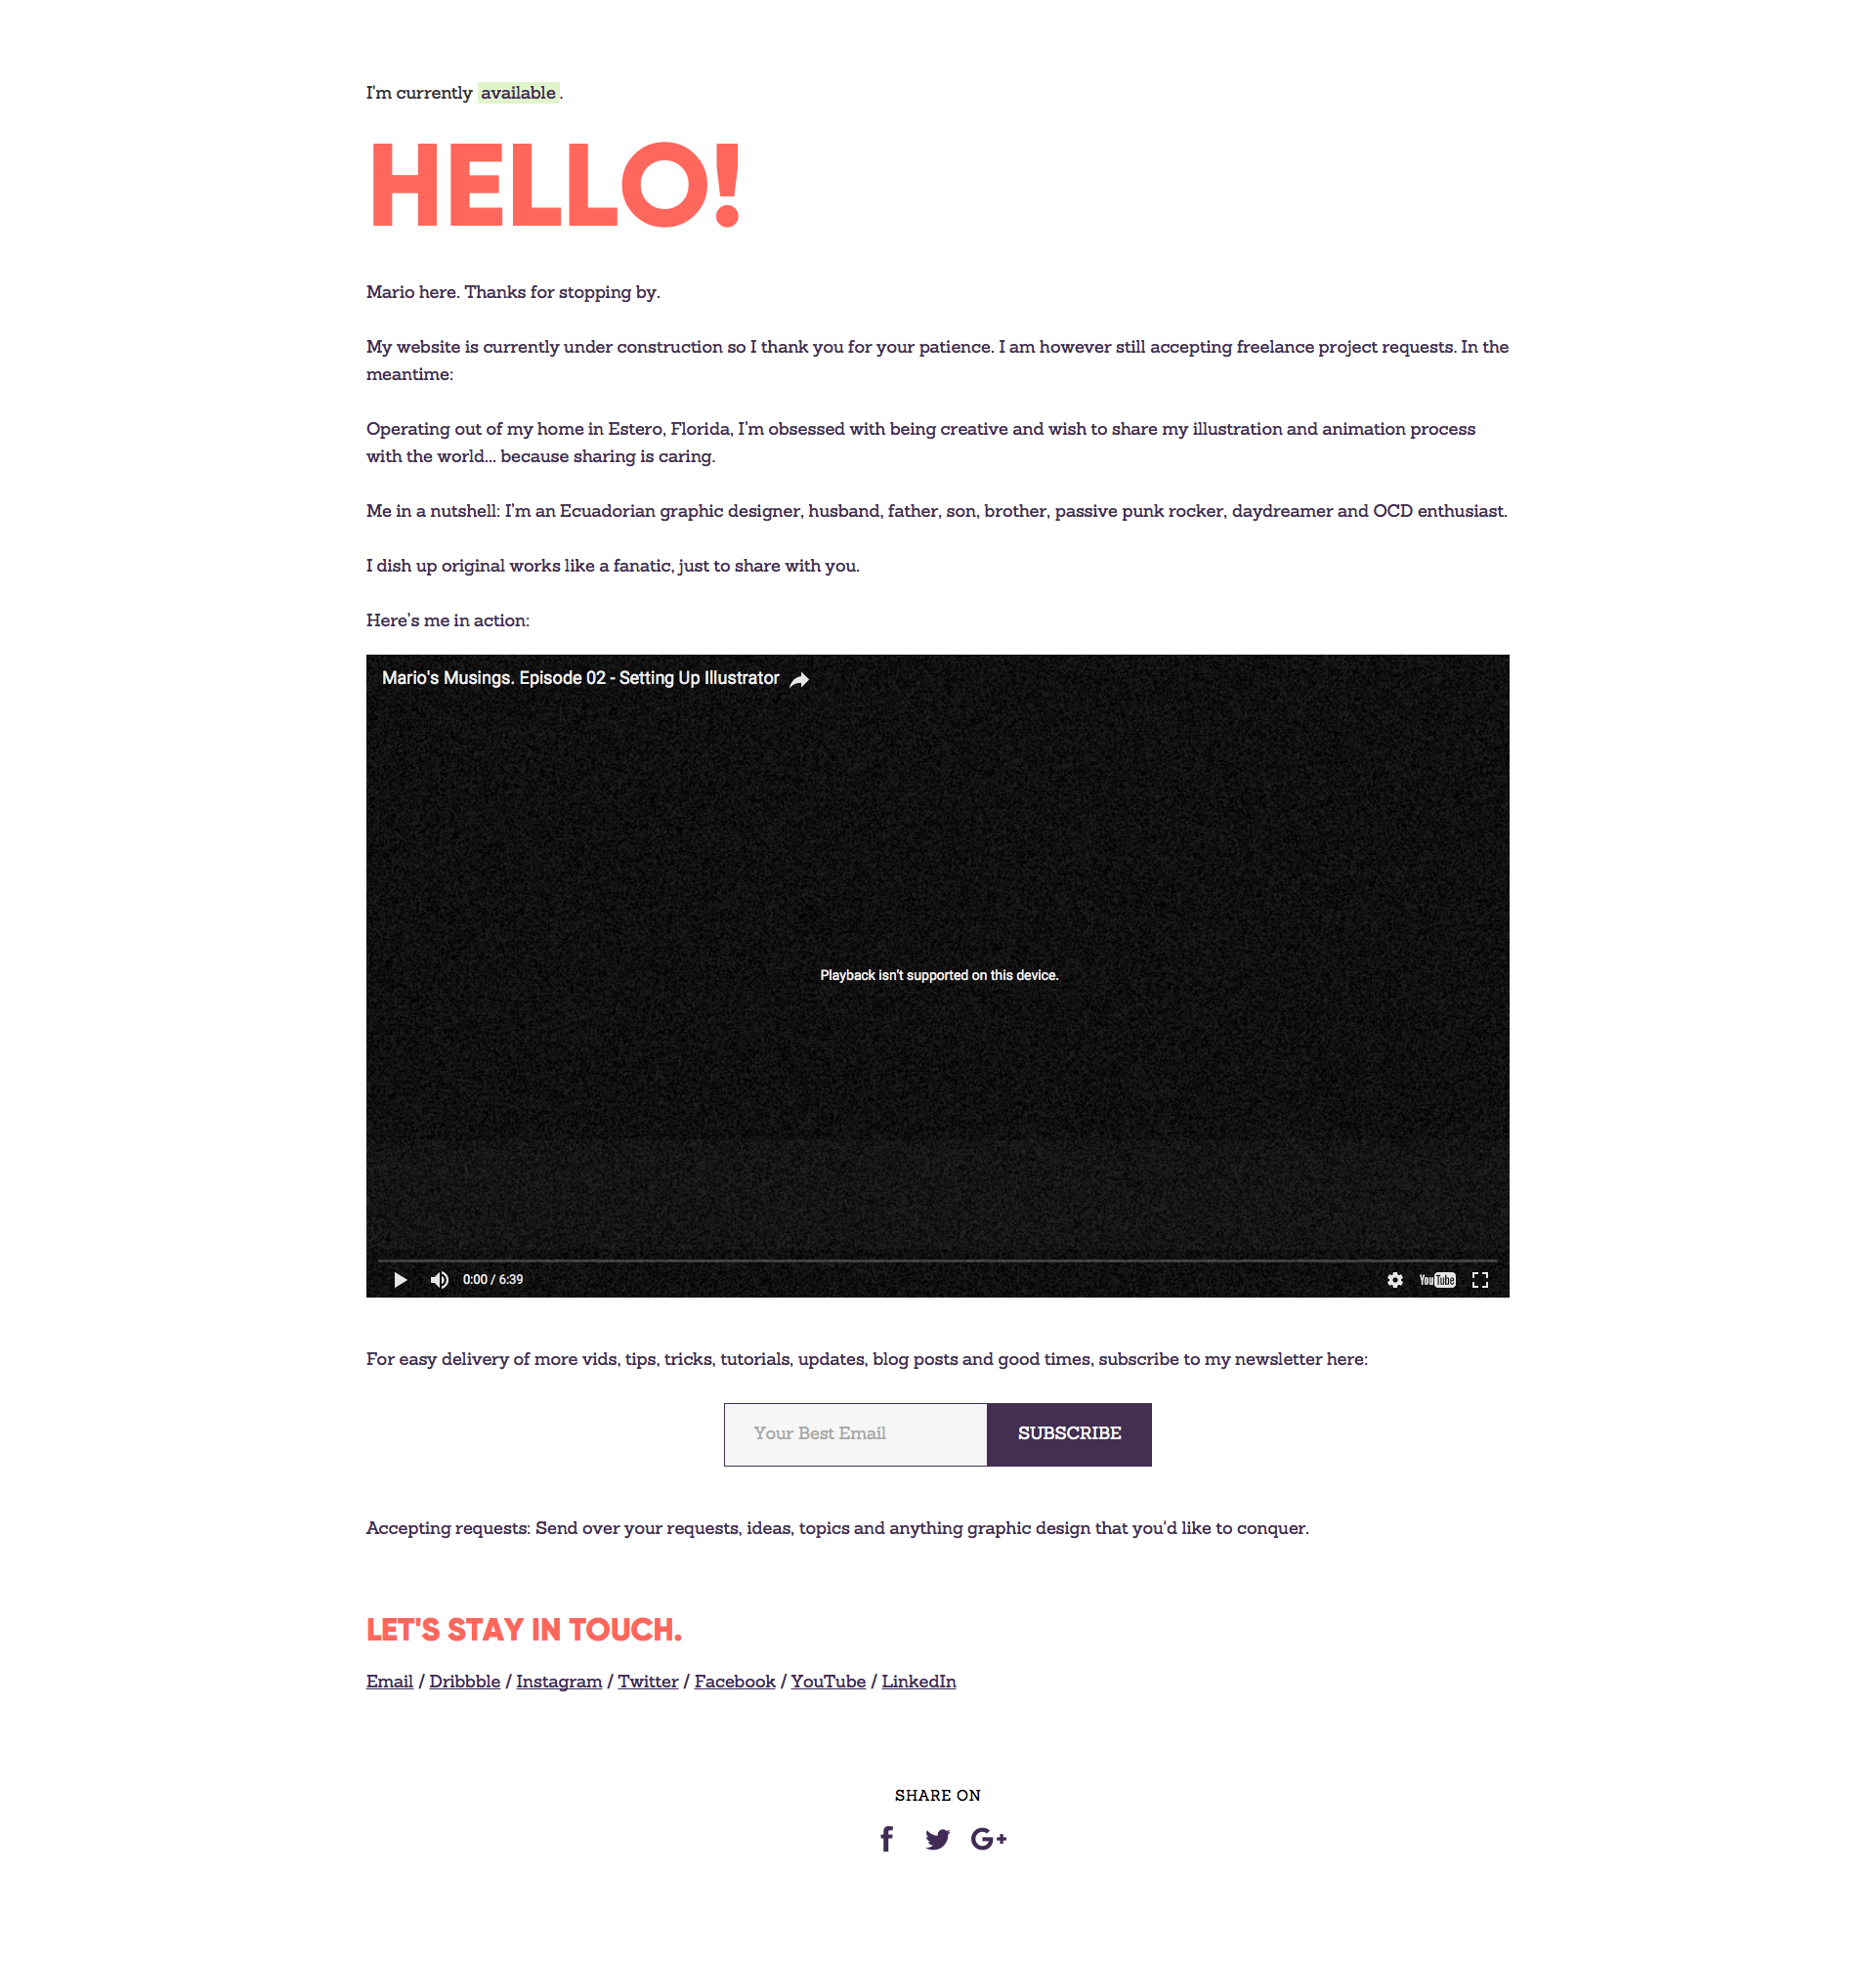 I'm currently available.
HELLO!
Mario here. Thanks for stopping by.
My website is currently under construction so I thank you for your patience. I am however still accepting freelance project requests. In the
meantime:
Operating out of my home in Estero, Florida, I'm obsessed with being creative and wish to share my illustration and animation process
with the world... because sharing is caring.
Me in a nutshell: I'm an Ecuadorian graphic designer, husband, father, son, brother, passive punk rocker, daydreamer and OCD enthusiast.
I dish up original works like a fanatic, just to share with you.
Here's me in action:
Mario's Musings. Episode 02 - Setting Up Illustrator
Playback isn't supported on this device.
0:00 / 6:39
YouTube
For easy delivery of more vids, tips, tricks, tutorials, updates, blog posts and good times, subscribe to my newsletter here:
Your Best Email SUBSCRIBE
Accepting requests: Send over your requests, ideas, topics and anything graphic design that you'd like to conquer.
LET'S STAY IN TOUCH.
Email / Dribbble / Instagram / Twitter / Facebook / YouTube / LinkedIn
SHARE ON